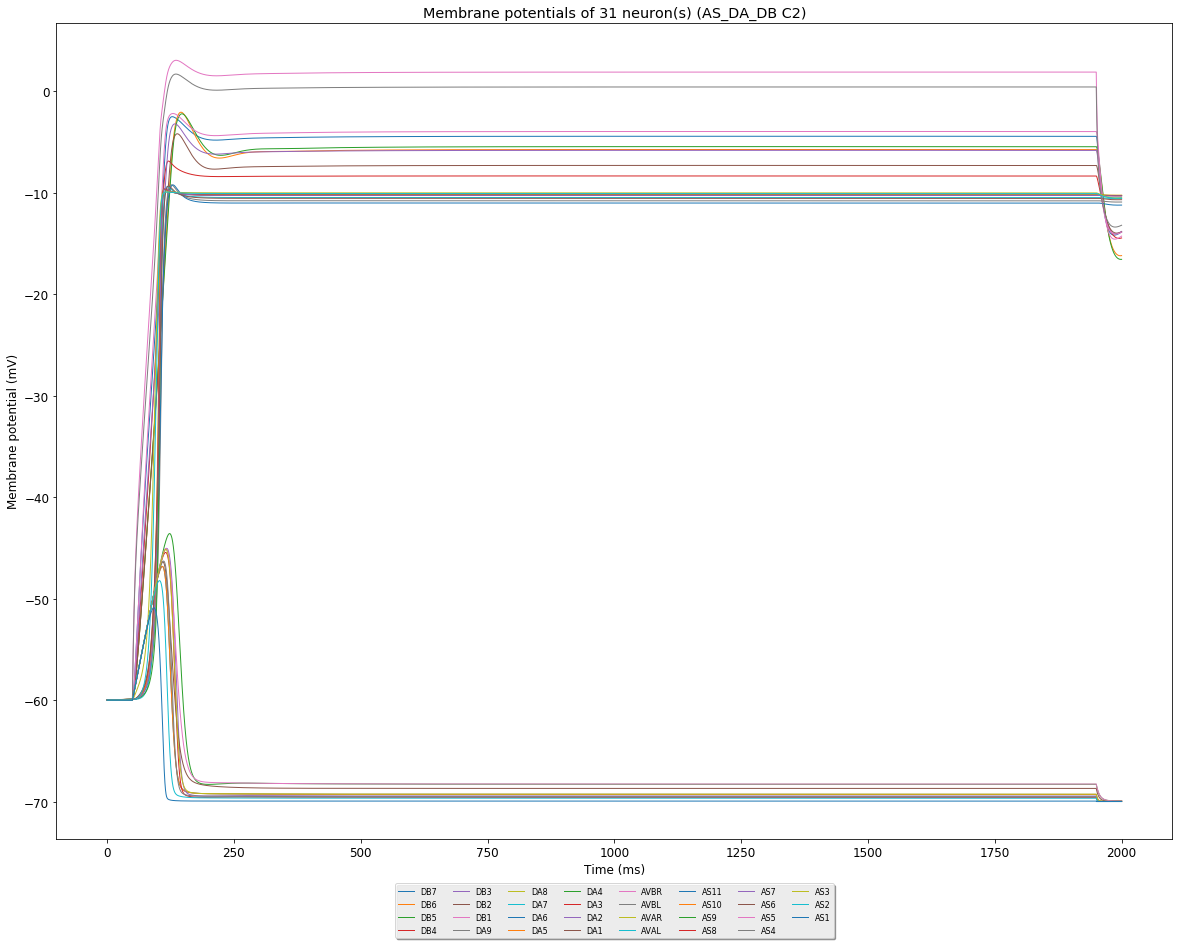 Membrane potentials of 31 neuron(s) (AS_DA_DB C2)
0
−10
−20
−30
−40
−50
−60
−70
Membrane potential (mV)
0 250 500 750 1000 1250 1500 1750 2000
Time (ms)
DB7 DB3 DA8 DA4 AVBR AS11 AS7 AS3
DB6 DB2 DA7 DA3 AVBL AS10 AS6 AS2
DB5 DB1 DA6 DA2 AVAR AS9 AS5 AS1
DB4 DA9 DA5 DA1 AVAL AS8 AS4